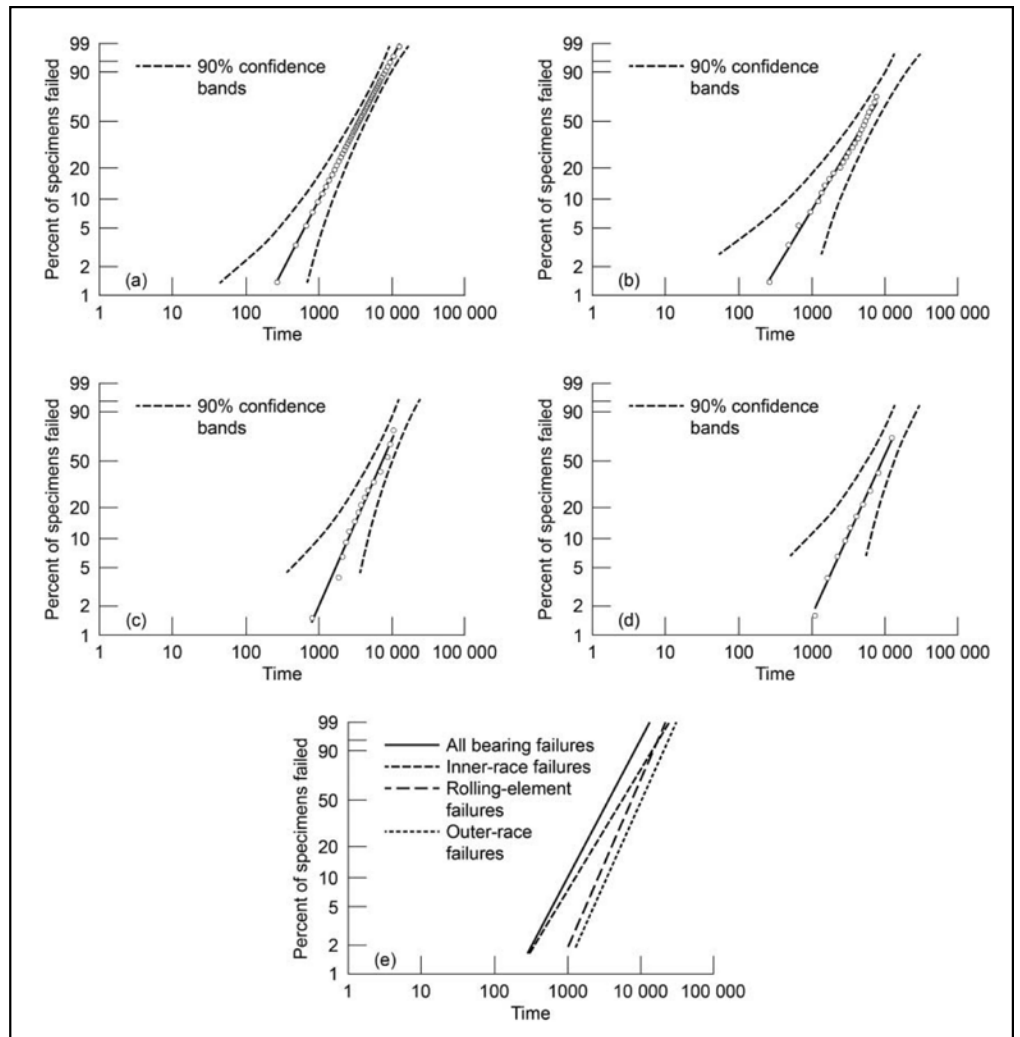 99
90
50
20
10
5
2
1
Percent of specimens failed
90% confidence
bands
(a)
1 10 100 1000 10 000 100 000
Time
99
90
50
20
10
5
2
1
Percent of specimens failed
90% confidence
bands
(b)
1 10 100 1000 10 000 100 000
Time
99
90
50
20
10
5
2
1
Percent of specimens failed
90% confidence
bands
(c)
1 10 100 1000 10 000 100 000
Time
99
90
50
20
10
5
2
1
Percent of specimens failed
90% confidence
bands
(d)
1 10 100 1000 10 000 100 000
Time
99
90
50
20
10
5
2
1
Percent of specimens failed
All bearing failures
Inner-race failures
Rolling-element
failures
Outer-race
failures
(e)
1 10 100 1000 10 000 100 000
Time